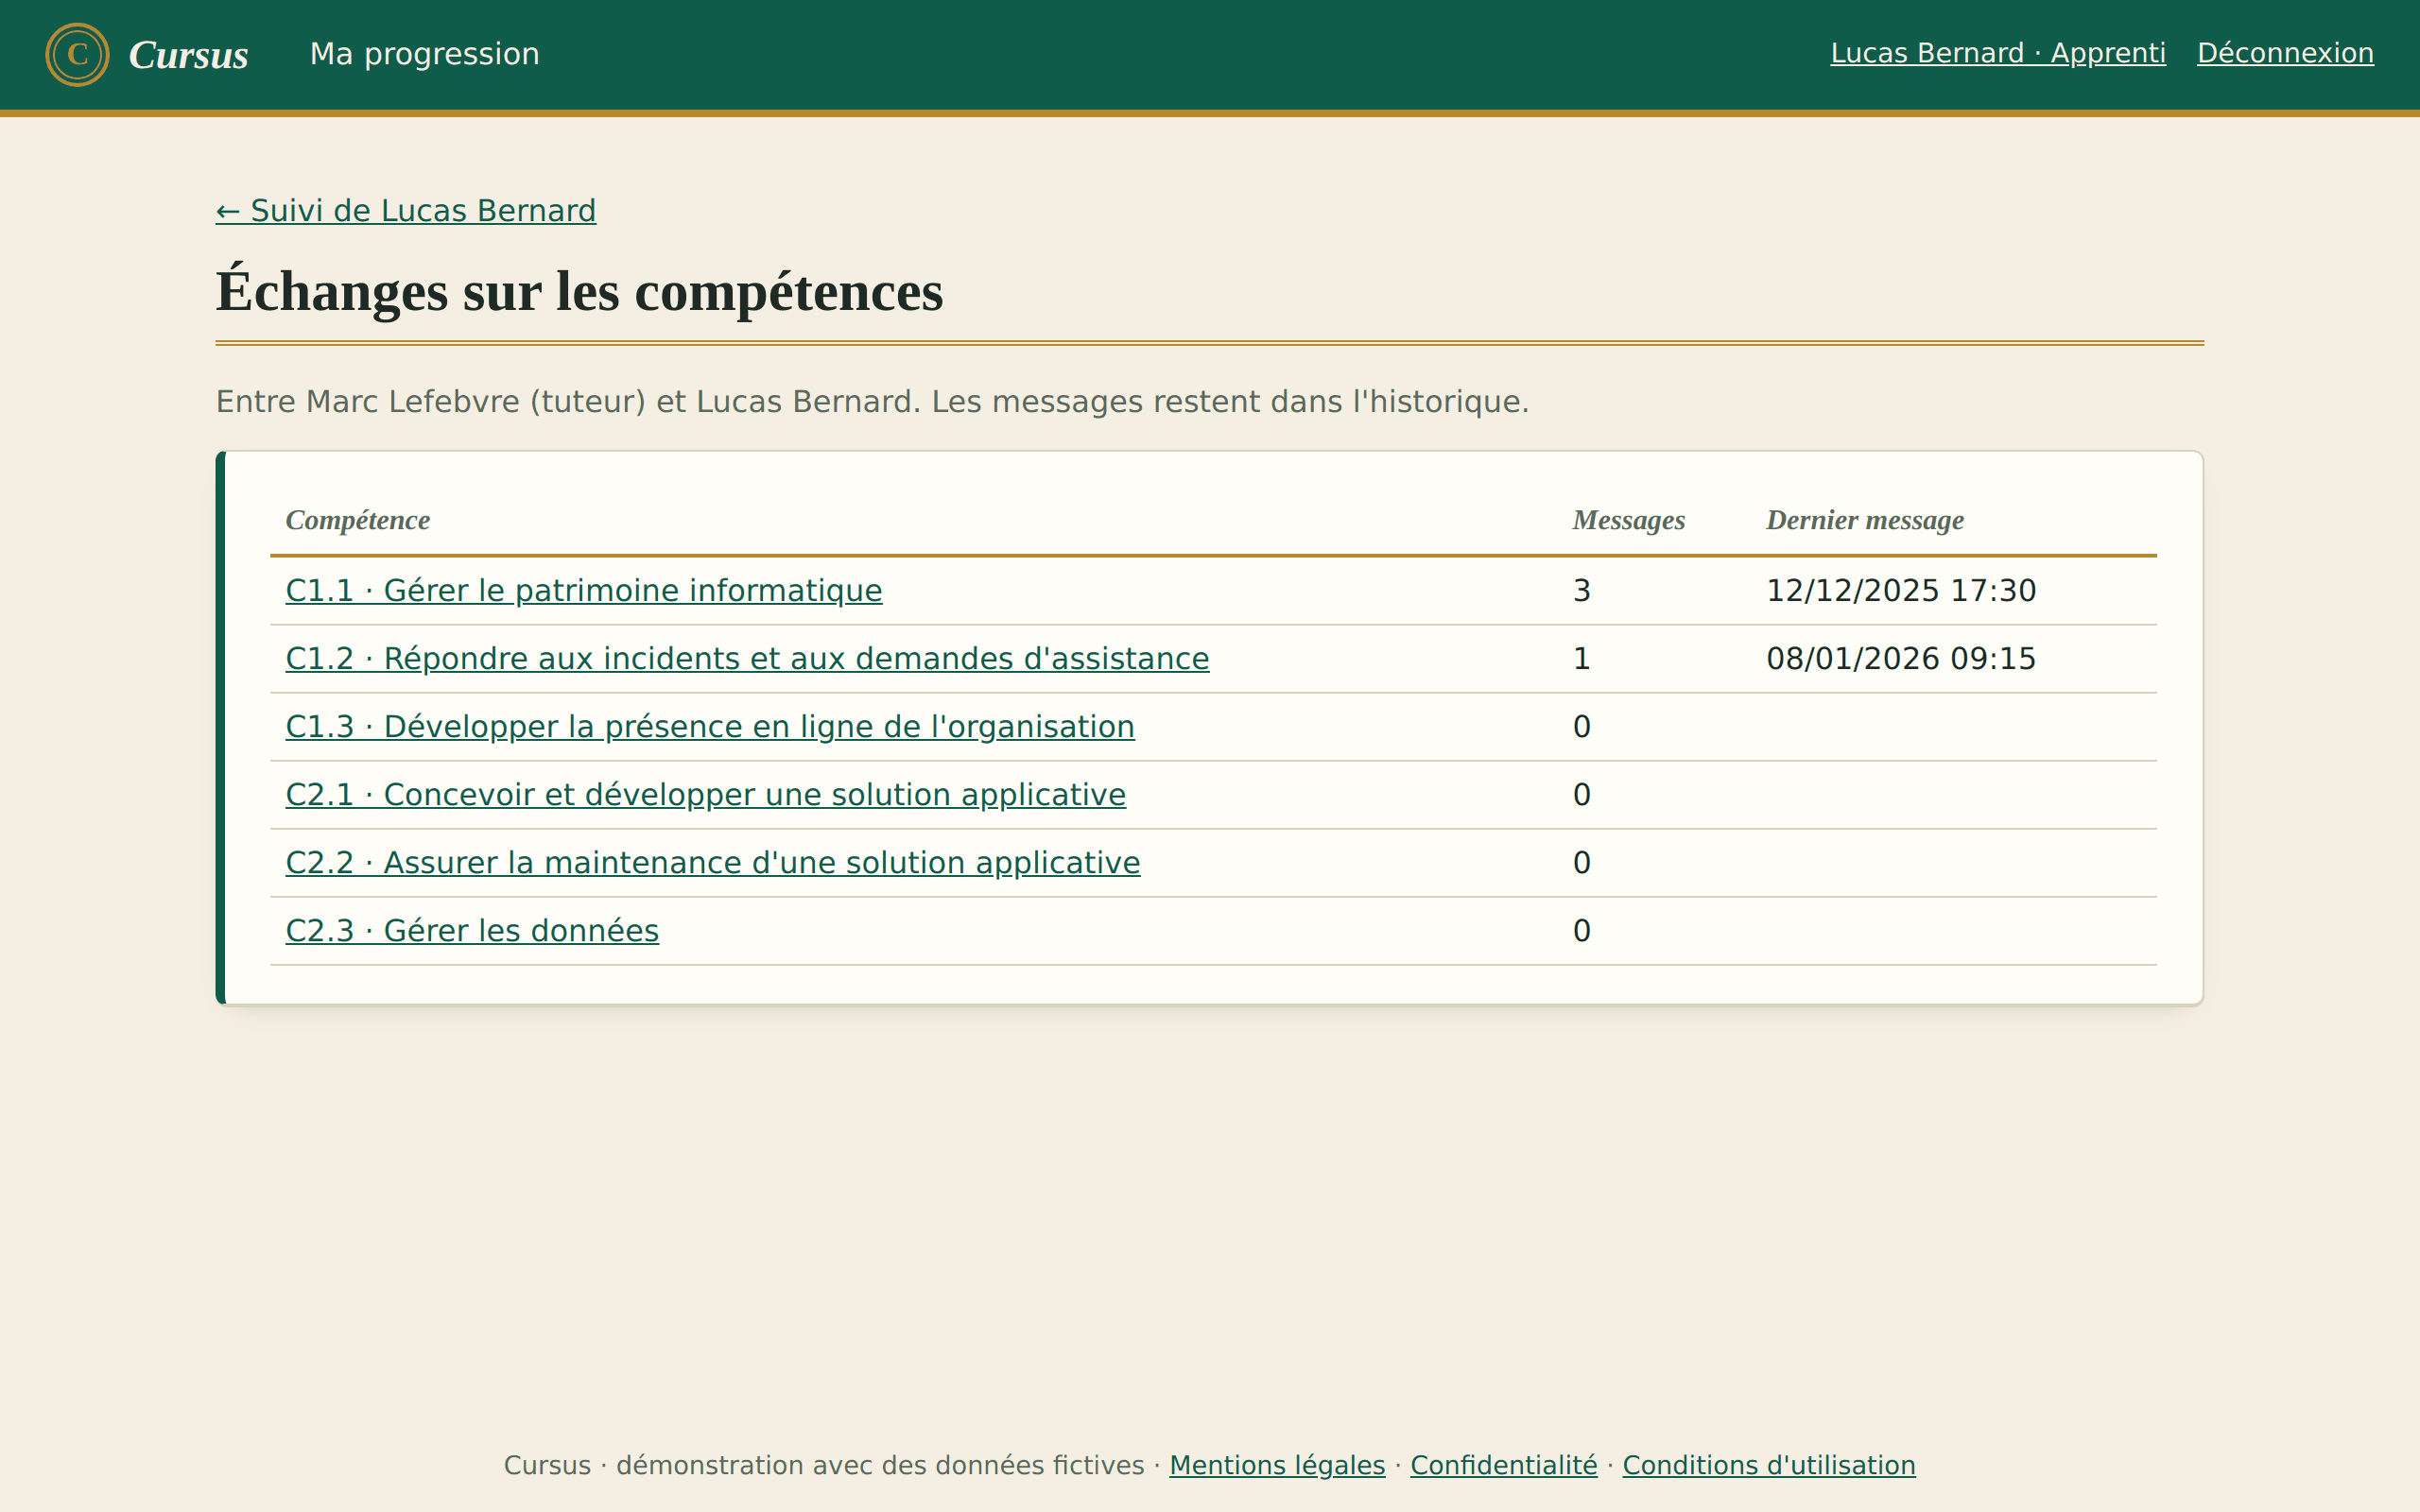 C Cursus Ma progression Lucas Bernard · Apprenti Déconnexion
← Suivi de Lucas Bernard
Échanges sur les compétences
Entre Marc Lefebvre (tuteur) et Lucas Bernard. Les messages restent dans l'historique.
Compétence Messages Dernier message
C1.1 · Gérer le patrimoine informatique 3 12/12/2025 17:30
C1.2 · Répondre aux incidents et aux demandes d'assistance 1 08/01/2026 09:15
C1.3 · Développer la présence en ligne de l'organisation 0
C2.1 · Concevoir et développer une solution applicative 0
C2.2 · Assurer la maintenance d'une solution applicative 0
C2.3 · Gérer les données 0
Cursus · démonstration avec des données fictives · Mentions légales · Confidentialité · Conditions d'utilisation